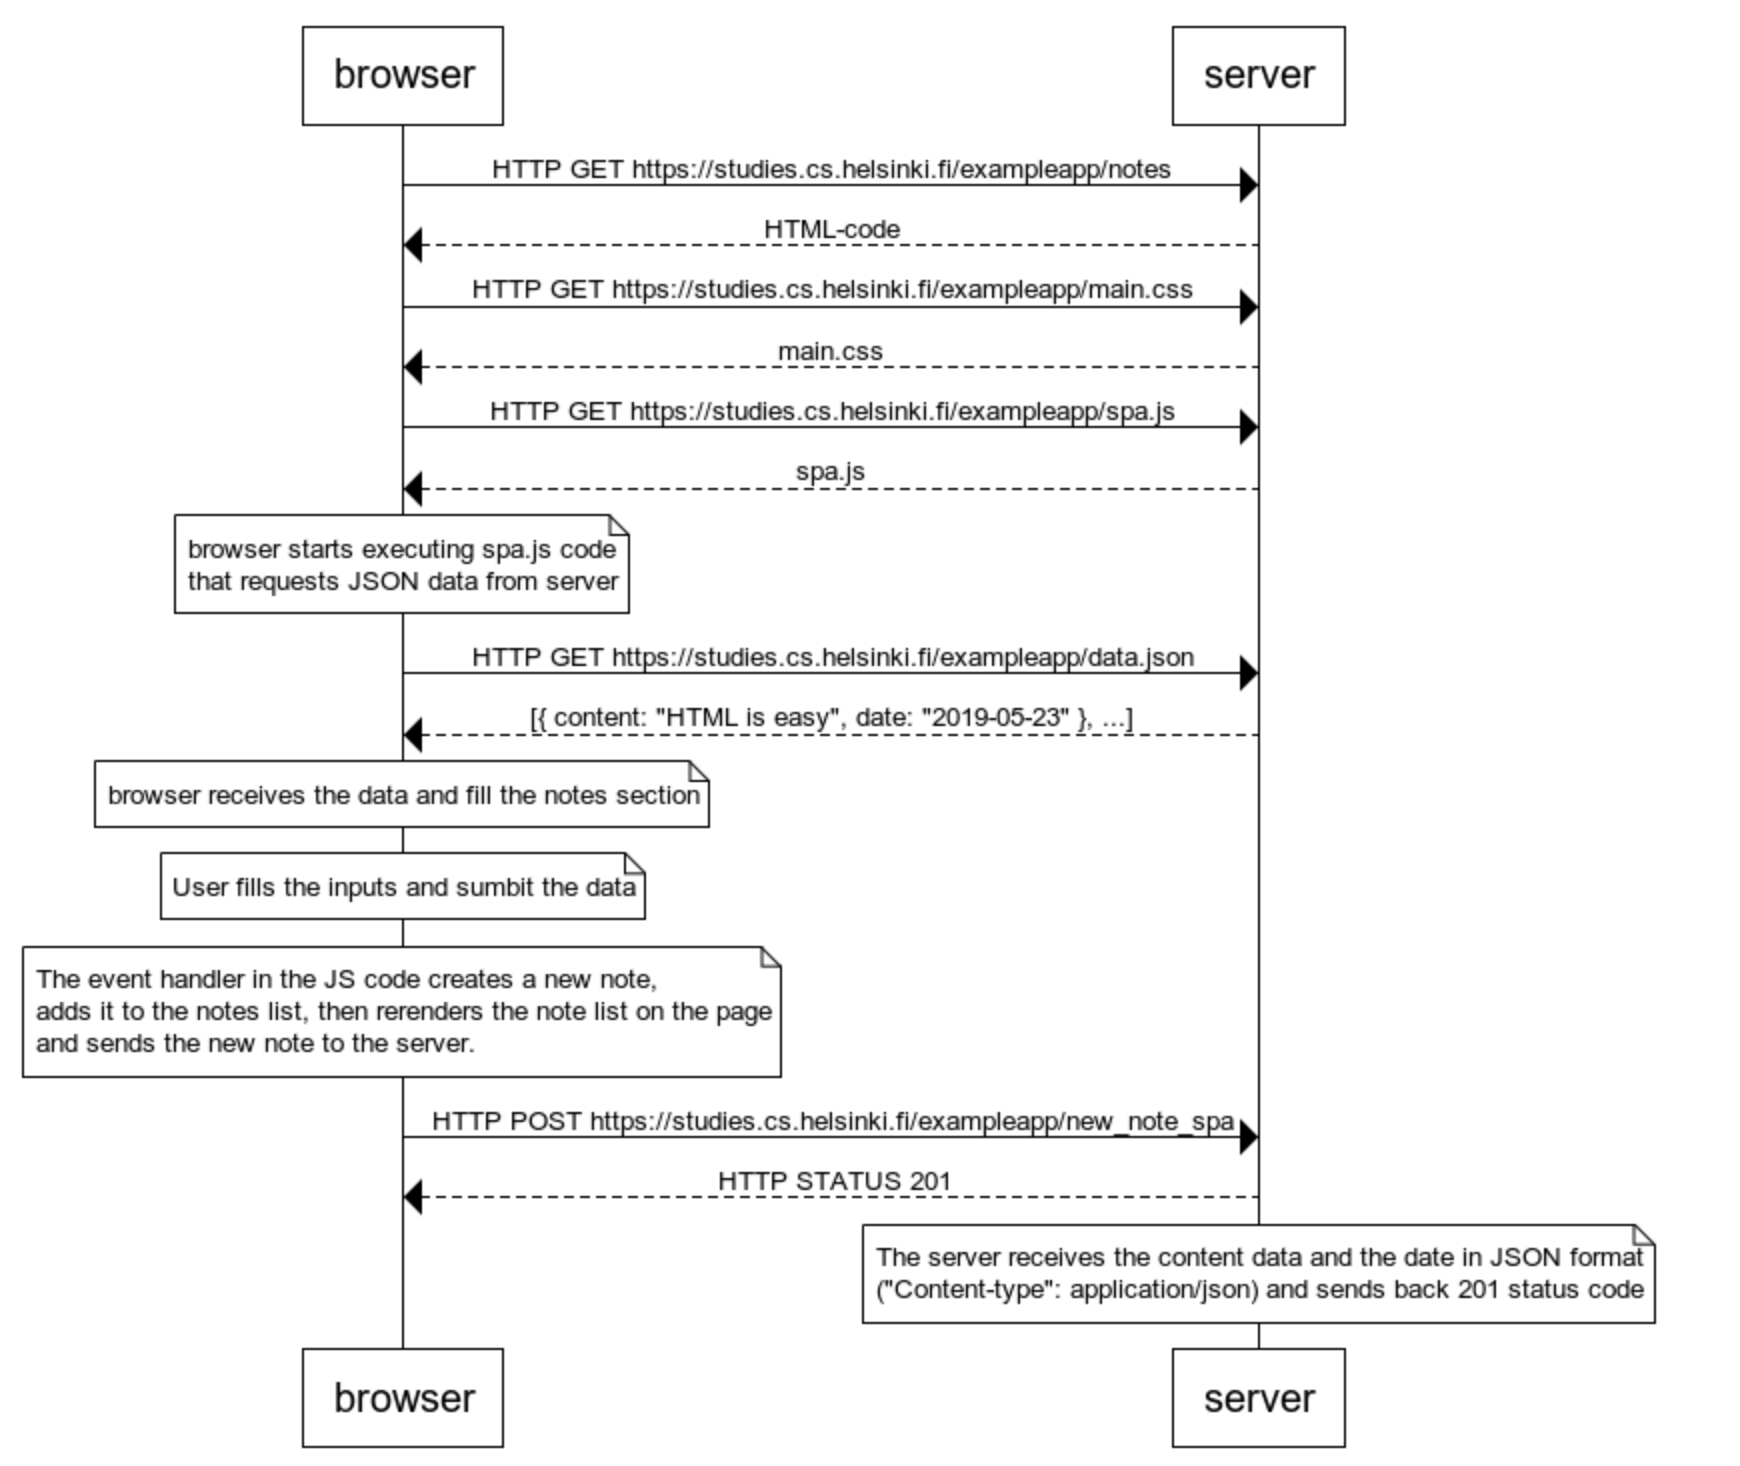 browser
server
HTTP GET https://studies.cs.helsinki.fi/exampleapp/notes
HTML-code
HTTP GET https://studies.cs.helsinki.fi/exampleapp/main.css
main.css
HTTP GET https://studies.cs.helsinki.fi/exampleapp/spa.js
spa.js
browser starts executing spa.js code
that requests JSON data from server
HTTP GET https://studies.cs.helsinki.fi/exampleapp/data.json
[{ content: "HTML is easy", date: "2019-05-23" }, ...]
browser receives the data and fill the notes section
User fills the inputs and sumbit the data
The event handler in the JS code creates a new note,
adds it to the notes list, then rerenders the note list on the page
and sends the new note to the server.
HTTP POST https://studies.cs.helsinki.fi/exampleapp/new_note_spa
HTTP STATUS 201
The server receives the content data and the date in JSON format
("Content-type": application/json) and sends back 201 status code
browser
server